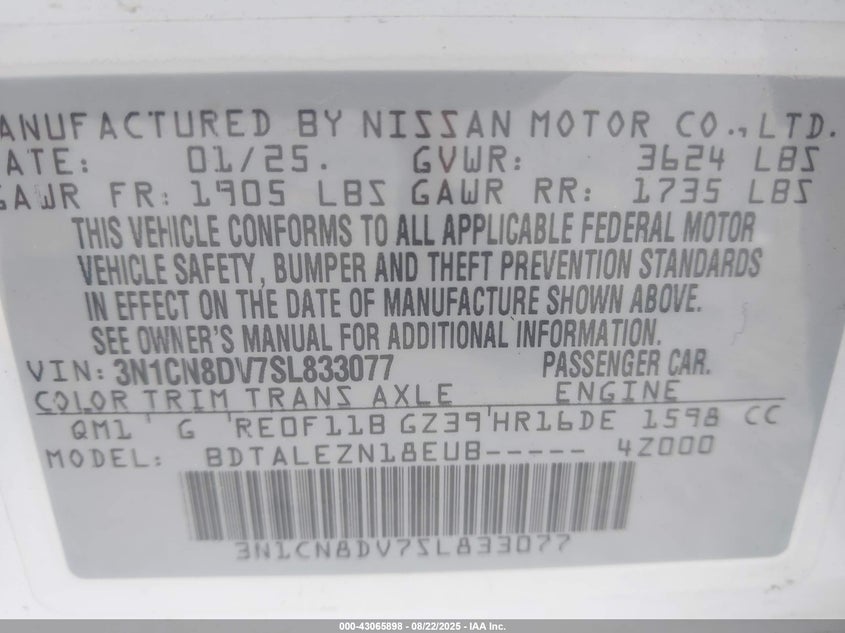 ANUFACTURED BY NISSAN MOTOR CO., LTD.
ATE: 01/25. GVWR: 3624 LBS
GAWR FR: 1905 LBS GAWR RR: 1735 LBS
THIS VEHICLE CONFORMS TO ALL APPLICABLE FEDERAL MOTOR
VEHICLE SAFETY, BUMPER AND THEFT PREVENTION STANDARDS
IN EFFECT ON THE DATE OF MANUFACTURE SHOWN ABOVE.
SEE OWNER'S MANUAL FOR ADDITIONAL INFORMATION.
VIN: 3N1CN8DV7SL833077 PASSENGER CAR.
COLOR TRIM TRANS AXLE ENGINE
QM1 ' G ' RE0F11B GZ39 ' HR16DE 1598 CC
MODEL: BDTALEZN18EUB----- 4Z000
3N1CN8DV7SL833077
000-43065898 - 08/22/2025 - IAA Inc.